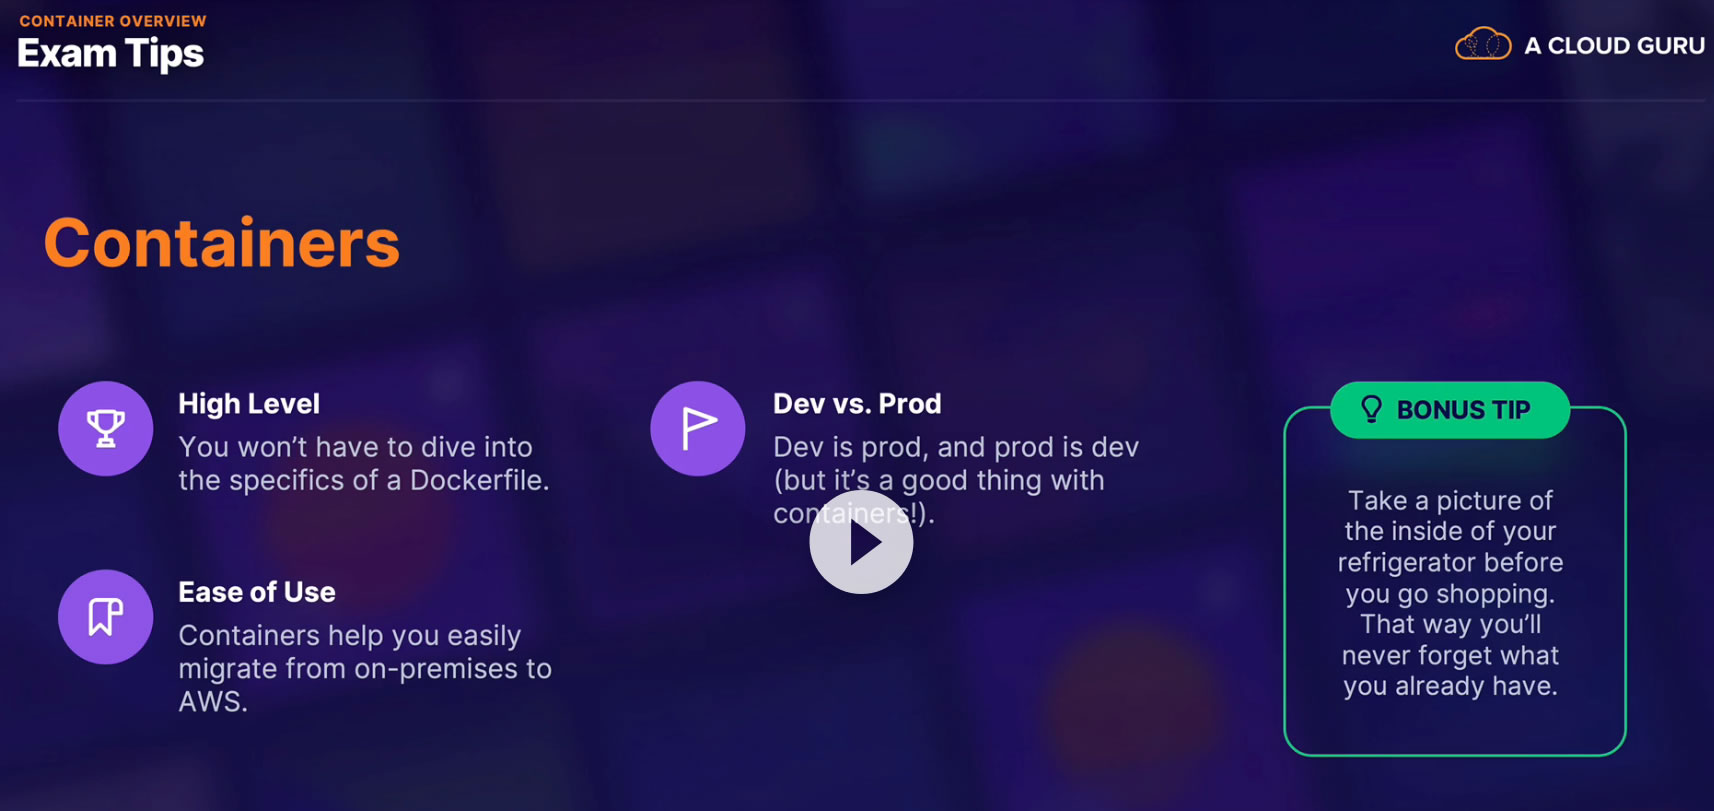 CONTAINER OVERVIEW
Exam Tips
A CLOUD GURU
Containers
High Level
You won’t have to dive into
the specifics of a Dockerfile.
Ease of Use
Containers help you easily
migrate from on-premises to
AWS.
Dev vs. Prod
Dev is prod, and prod is dev
(but it’s a good thing with
containers!).
BONUS TIP
Take a picture of
the inside of your
refrigerator before
you go shopping.
That way you’ll
never forget what
you already have.